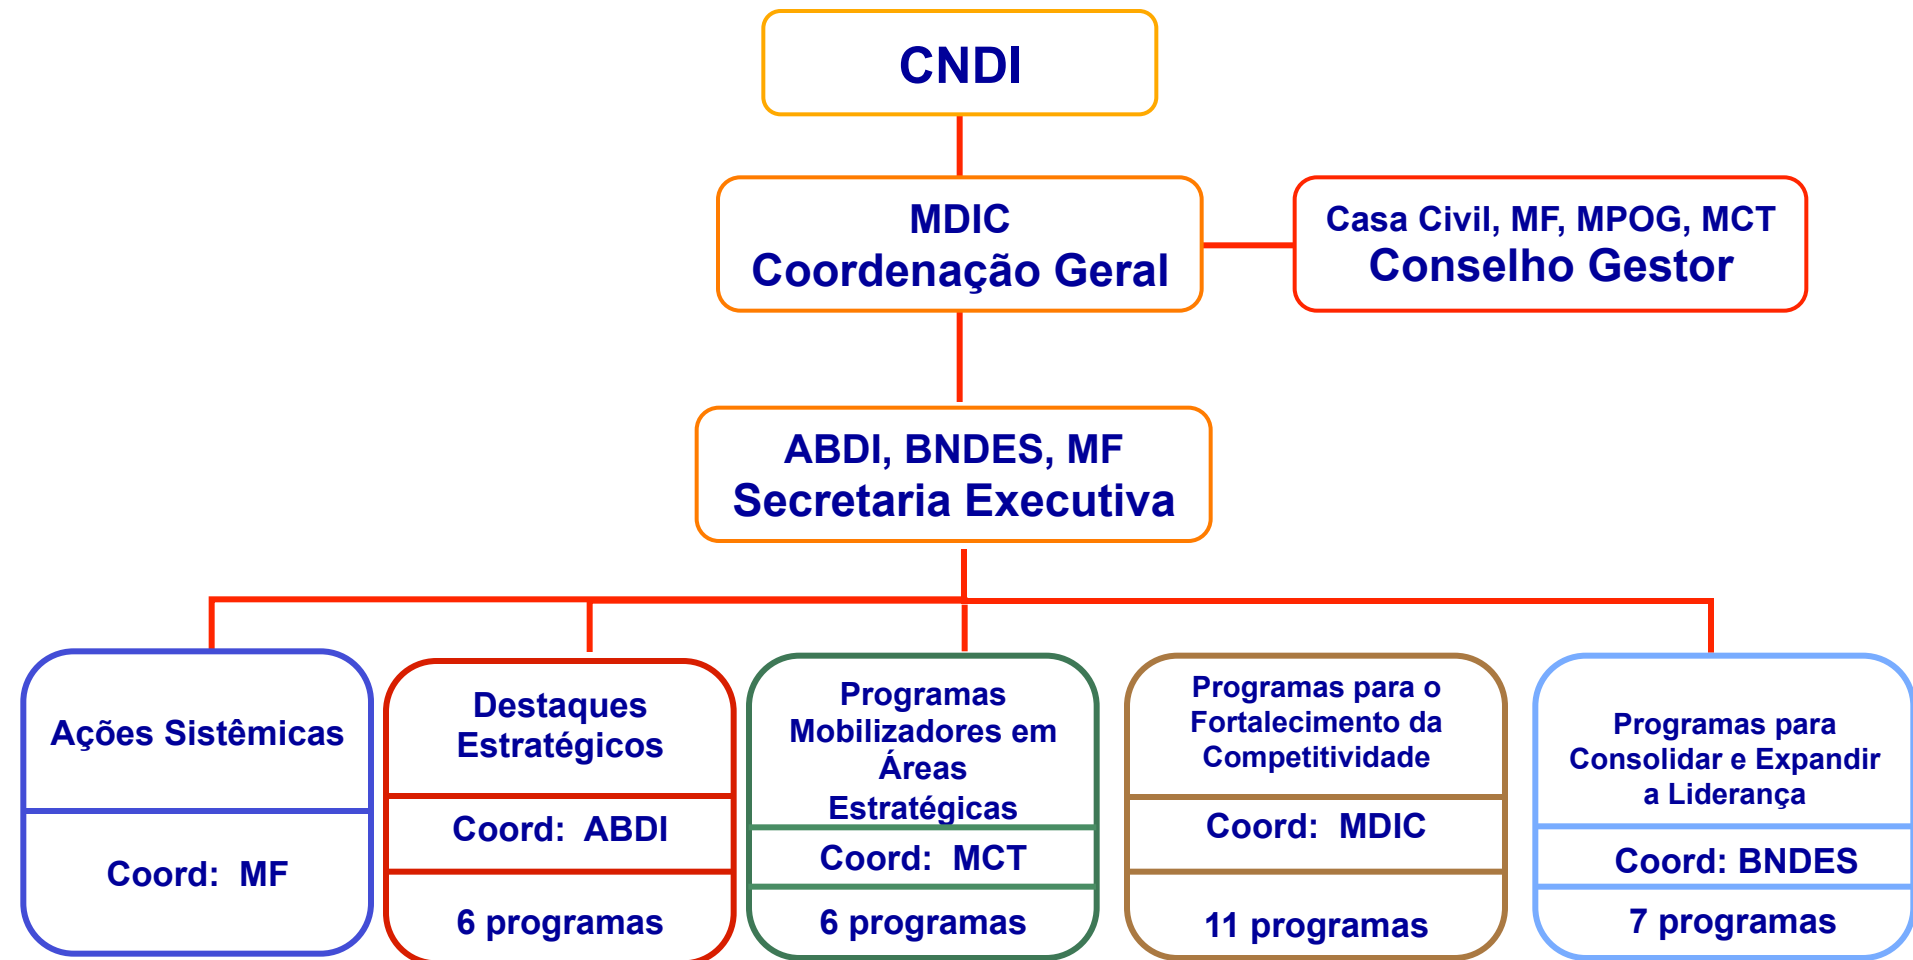 CNDI
MDIC
Coordenação Geral
Casa Civil, MF, MPOG, MCT
Conselho Gestor
ABDI, BNDES, MF
Secretaria Executiva
Ações Sistêmicas
Coord: MF
Destaques
Estratégicos
Coord: ABDI
6 programas
Programas
Mobilizadores em
Áreas
Estratégicas
Coord: MCT
6 programas
Programas para o
Fortalecimento da
Competitividade
Coord: MDIC
11 programas
Programas para
Consolidar e Expandir
a Liderança
Coord: BNDES
7 programas